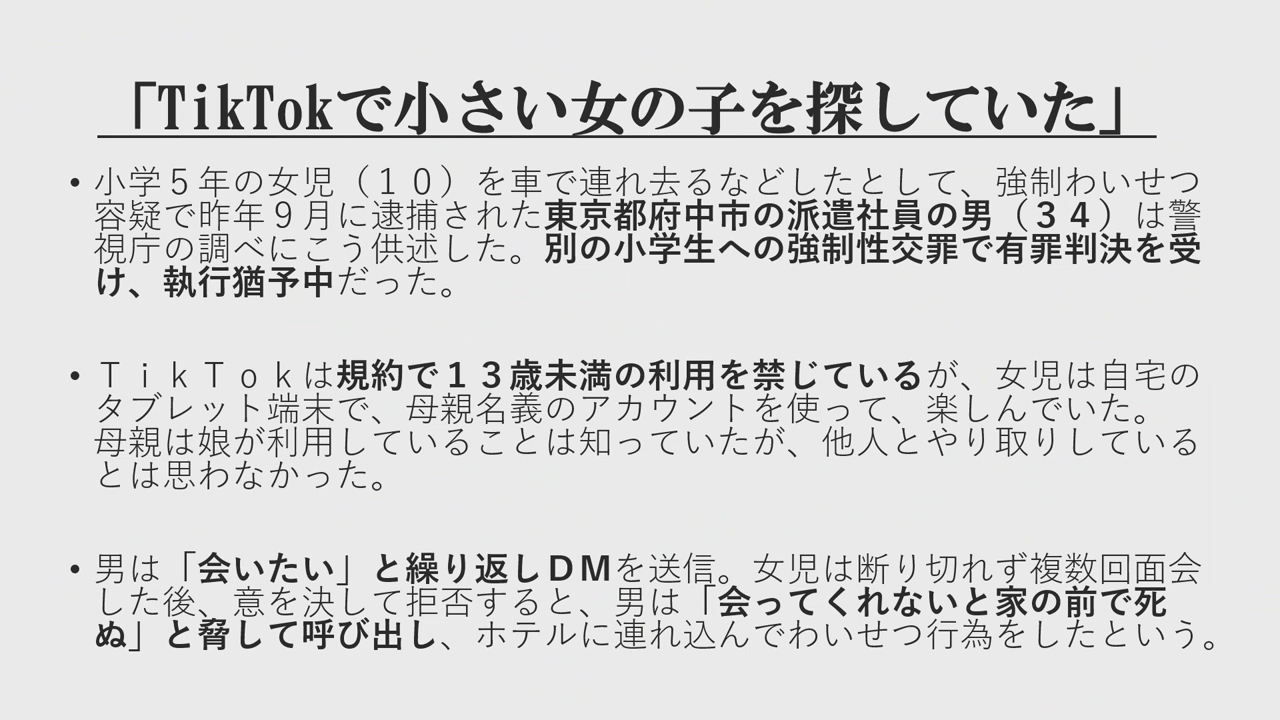 「TikTokで小さい女の子を探していた」
• 小学５年の女児（１０）を車で連れ去るなどしたとして、強制わいせつ
容疑で昨年９月に逮捕された東京都府中市の派遣社員の男（３４）は警
視庁の調べにこう供述した。別の小学生への強制性交罪で有罪判決を受
け、執行猶予中だった。
• ＴｉｋＴｏｋは規約で１３歳未満の利用を禁じているが、女児は自宅の
タブレット端末で、母親名義のアカウントを使って、楽しんでいた。
母親は娘が利用していることは知っていたが、他人とやり取りしている
とは思わなかった。
• 男は「会いたい」と繰り返しＤＭを送信。女児は断り切れず複数回面会
した後、意を決して拒否すると、男は「会ってくれないと家の前で死
ぬ」と脅して呼び出し、ホテルに連れ込んでわいせつ行為をしたという。